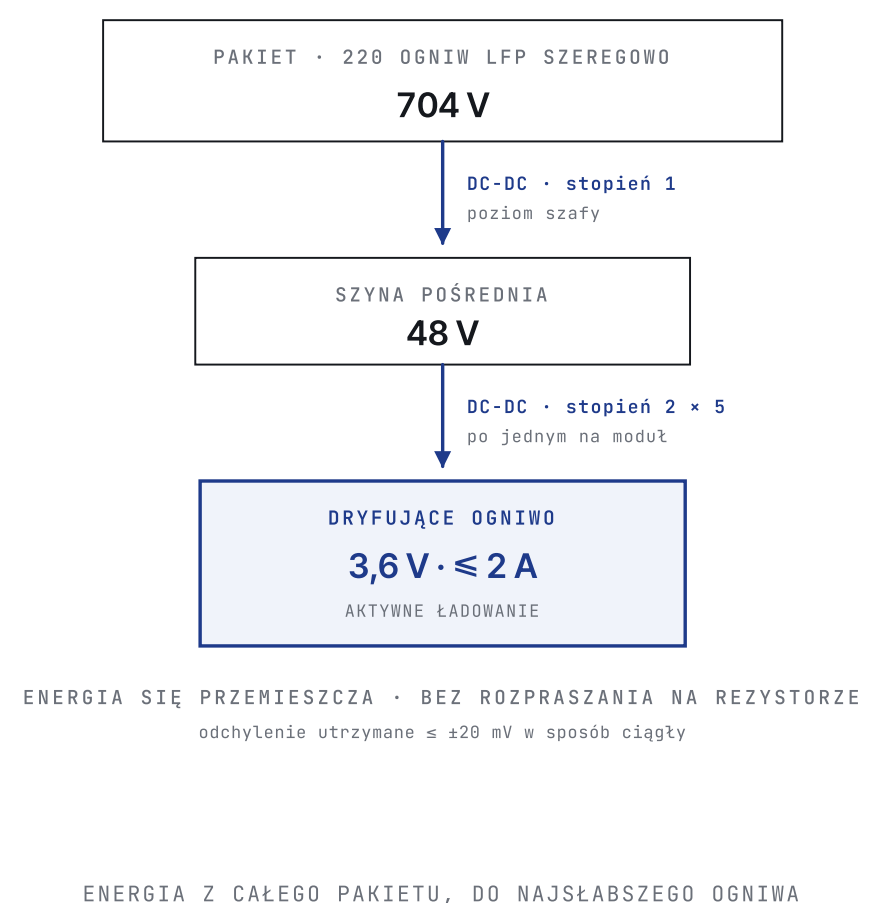 PAKIET · 220 OGNIW LFP SZEREGOWO
704 V
DC-DC · stopień 1
poziom szafy
SZYNA POŚREDNIA
48 V
DC-DC · stopień 2 × 5
po jednym na moduł
DRYFUJĄCE OGNIWO
3,6 V · ⩽ 2 A
AKTYWNE ŁADOWANIE
ENERGIA SIĘ PRZEMIESZCZA · BEZ ROZPRASZANIA NA REZYSTORZE
odchylenie utrzymane ≤ ±20 mV w sposób ciągły
ENERGIA Z CAŁEGO PAKIETU, DO NAJSŁABSZEGO OGNIWA